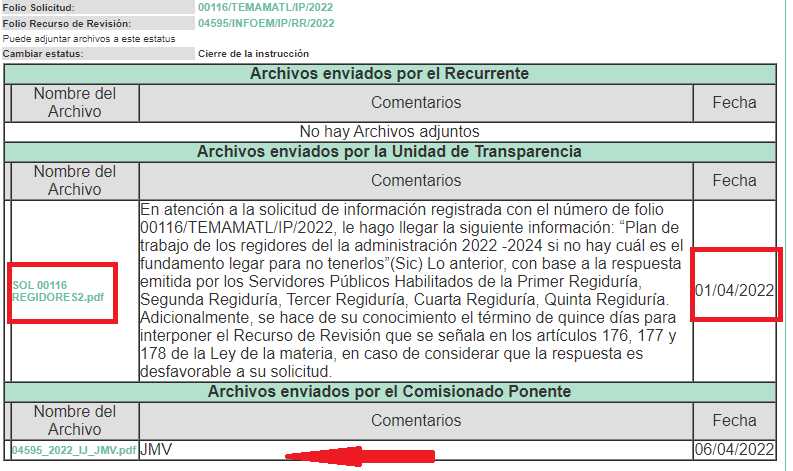 Folio Solicitud: 00116/TEMAMATL/IP/2022
Folio Recurso de Revisión: 04595/INFOEM/IP/RR/2022
Puede adjuntar archivos a este estatus
Cambiar estatus: Cierre de la instrucción
Archivos enviados por el Recurrente
Nombre del Archivo Comentarios Fecha
No hay Archivos adjuntos
Archivos enviados por la Unidad de Transparencia
Nombre del Archivo Comentarios Fecha
SOL 00116
REGIDORES2.pdf
En atención a la solicitud de información registrada con el número de folio
00116/TEMAMATL/IP/2022, le hago llegar la siguiente información: “Plan de
trabajo de los regidores del la administración 2022 -2024 si no hay cuál es el
fundamento legar para no tenerlos”(Sic) Lo anterior, con base a la respuesta
emitida por los Servidores Públicos Habilitados de la Primer Regiduría,
Segunda Regiduría, Tercer Regiduría, Cuarta Regiduría, Quinta Regiduría.
Adicionalmente, se hace de su conocimiento el término de quince días para
interponer el Recurso de Revisión que se señala en los artículos 176, 177 y
178 de la Ley de la materia, en caso de considerar que la respuesta es
desfavorable a su solicitud.
01/04/2022
Archivos enviados por el Comisionado Ponente
Nombre del Archivo Comentarios Fecha
04595_2022_IJ_JMV.pdf JMV 06/04/2022